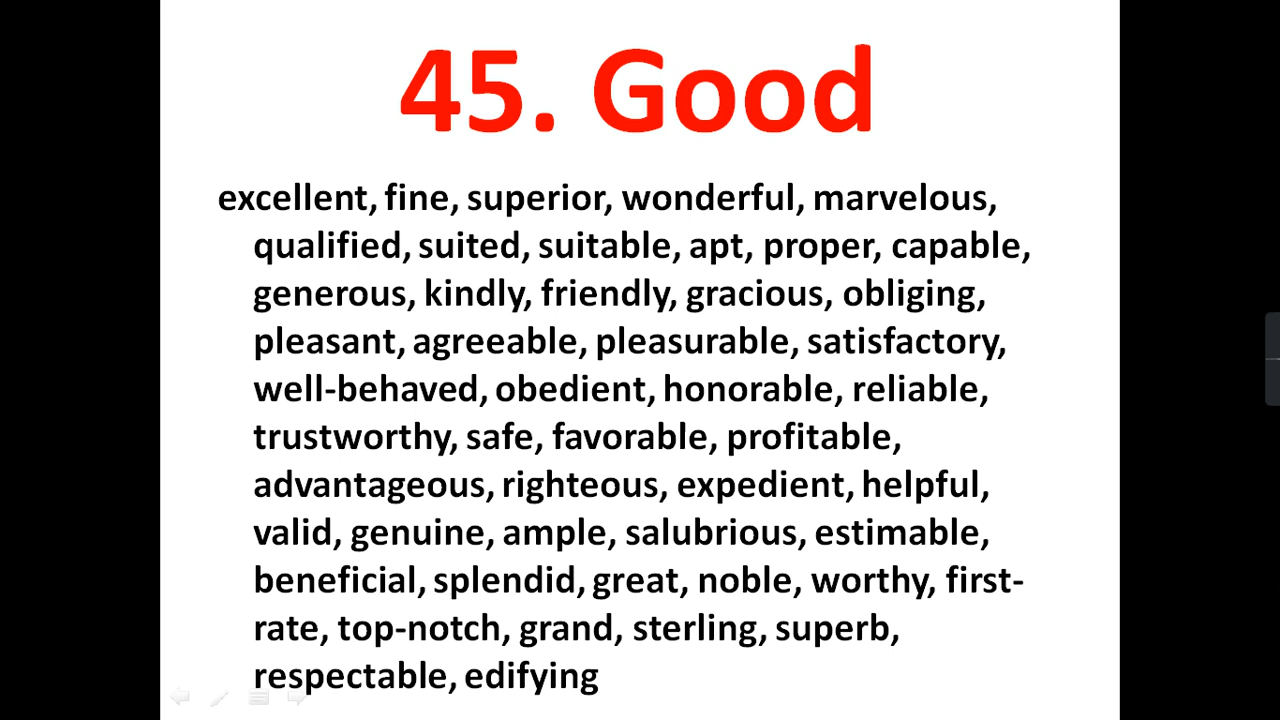 45. Good
excellent, fine, superior, wonderful, marvelous,
qualified, suited, suitable, apt, proper, capable,
generous, kindly, friendly, gracious, obliging,
pleasant, agreeable, pleasurable, satisfactory,
well-behaved, obedient, honorable, reliable,
trustworthy, safe, favorable, profitable,
advantageous, righteous, expedient, helpful,
valid, genuine, ample, salubrious, estimable,
beneficial, splendid, great, noble, worthy, first-
rate, top-notch, grand, sterling, superb,
respectable, edifying